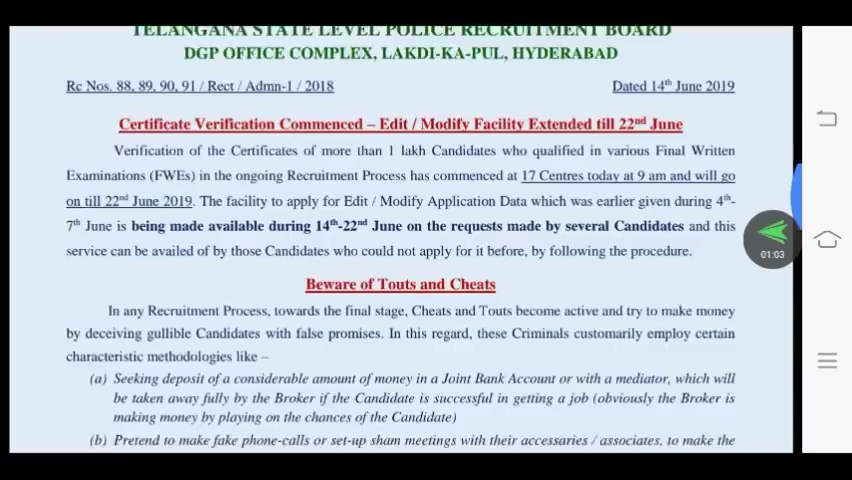 TELANGANA STATE LEVEL POLICE RECRUITMENT BOARD
DGP OFFICE COMPLEX, LAKDI-KA-PUL, HYDERABAD
Rc Nos. 88, 89, 90, 91 / Rect / Admn-1 / 2018 Dated 14th June 2019
Certificate Verification Commenced – Edit / Modify Facility Extended till 22nd June
Verification of the Certificates of more than 1 lakh Candidates who qualified in various Final Written
Examinations (FWEs) in the ongoing Recruitment Process has commenced at 17 Centres today at 9 am and will go
on till 22nd June 2019. The facility to apply for Edit / Modify Application Data which was earlier given during 4th-
7th June is being made available during 14th-22nd June on the requests made by several Candidates and this
service can be availed of by those Candidates who could not apply for it before, by following the procedure.
Beware of Touts and Cheats
In any Recruitment Process, towards the final stage, Cheats and Touts become active and try to make money
by deceiving gullible Candidates with false promises. In this regard, these Criminals customarily employ certain
characteristic methodologies like –
(a) Seeking deposit of a considerable amount of money in a Joint Bank Account or with a mediator, which will
be taken away fully by the Broker if the Candidate is successful in getting a job (obviously the Broker is
making money by playing on the chances of the Candidate)
(b) Pretend to make fake phone-calls or set-up sham meetings with their accessaries / associates, to make the
01:03